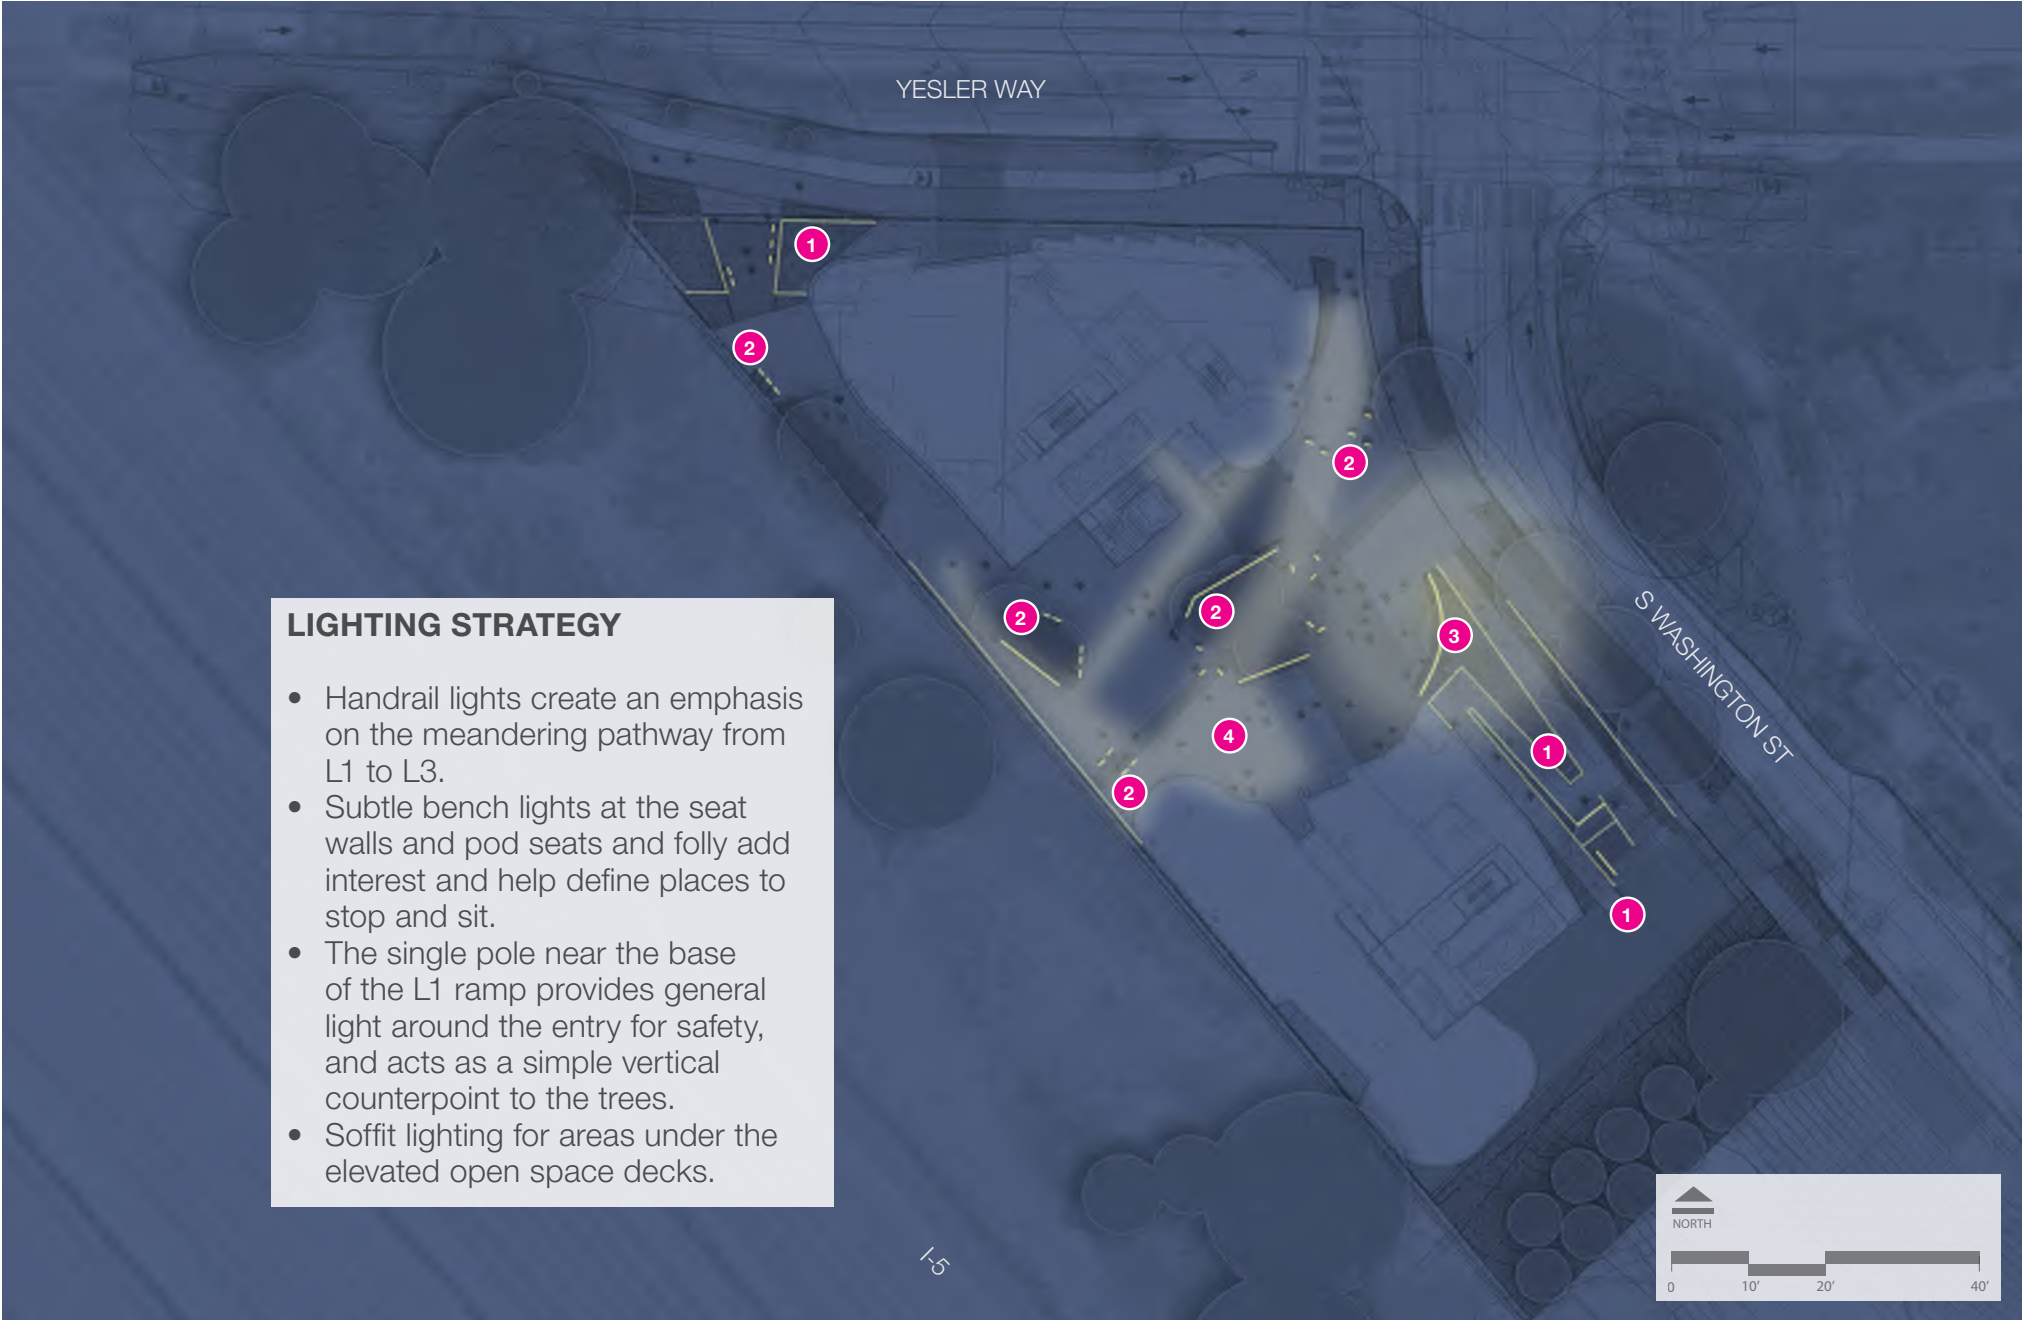 YESLER WAY
1
2
2
LIGHTING STRATEGY
• Handrail lights create an emphasis
on the meandering pathway from
L1 to L3.
• Subtle bench lights at the seat
walls and pod seats and folly add
interest and help define places to
stop and sit.
• The single pole near the base
of the L1 ramp provides general
light around the entry for safety,
and acts as a simple vertical
counterpoint to the trees.
• Soffit lighting for areas under the
elevated open space decks.
2
2
3
S WASHINGTON ST
4
1
2
1
I-5
NORTH
0 10' 20' 40'